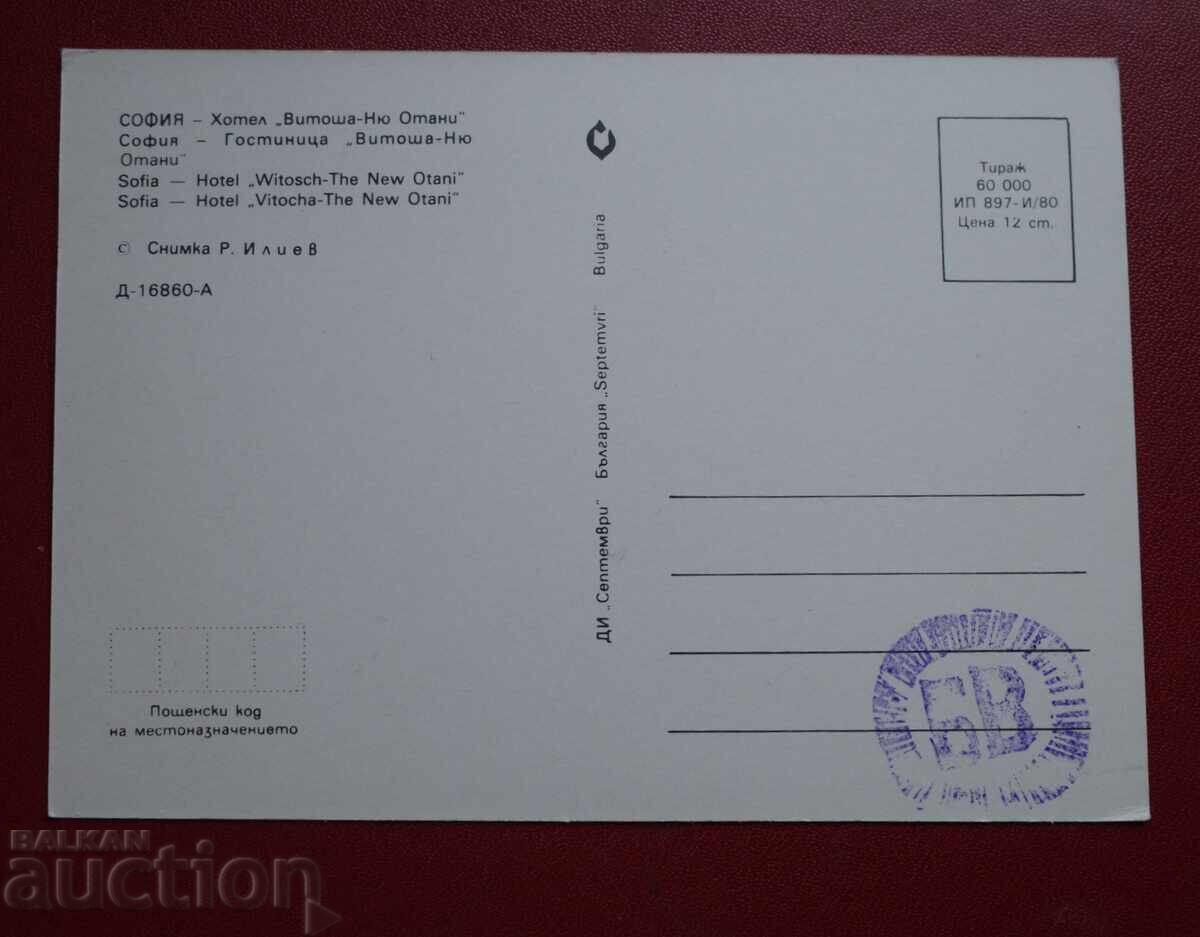 СОФИЯ – Хотел „Витоша-Ню Отани"
София – Гостиница „Витоша-Ню
Отани"
Sofia — Hotel „Witosch-The New Otani"
Sofia — Hotel „Vitocha-The New Otani"
© Снимка Р. Илиев
Д-16860-А
Пощенски код
на местоназначението
ДИ „Септември" България „Septemvri" Bulgaria
Тираж
60 000
ИП 897-И/80
Цена 12 ст.
БВ
BALKAN
auction